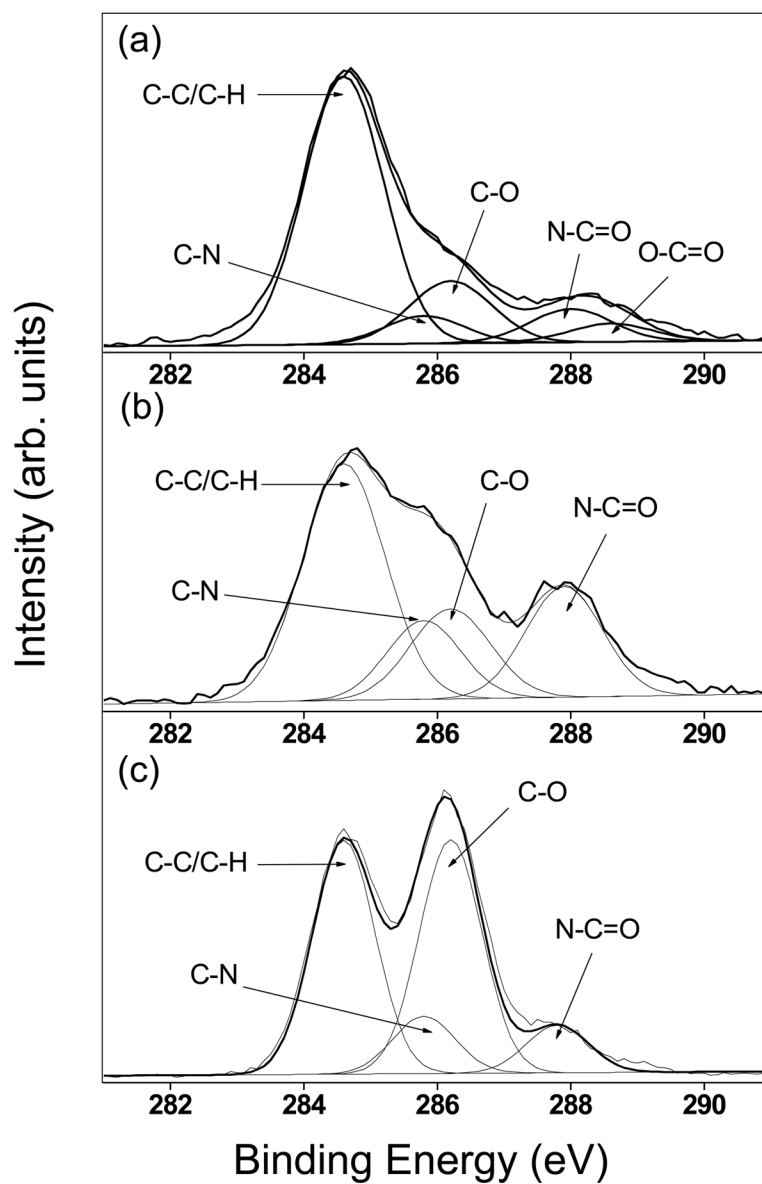 (a)
C-C/C-H
C-O
N-C=O
O-C=O
C-N
282 284 286 288 290
(b)
C-C/C-H
C-O
N-C=O
C-N
282 284 286 288 290
(c)
C-O
C-C/C-H
N-C=O
C-N
282 284 286 288 290
Intensity (arb. units)
Binding Energy (eV)